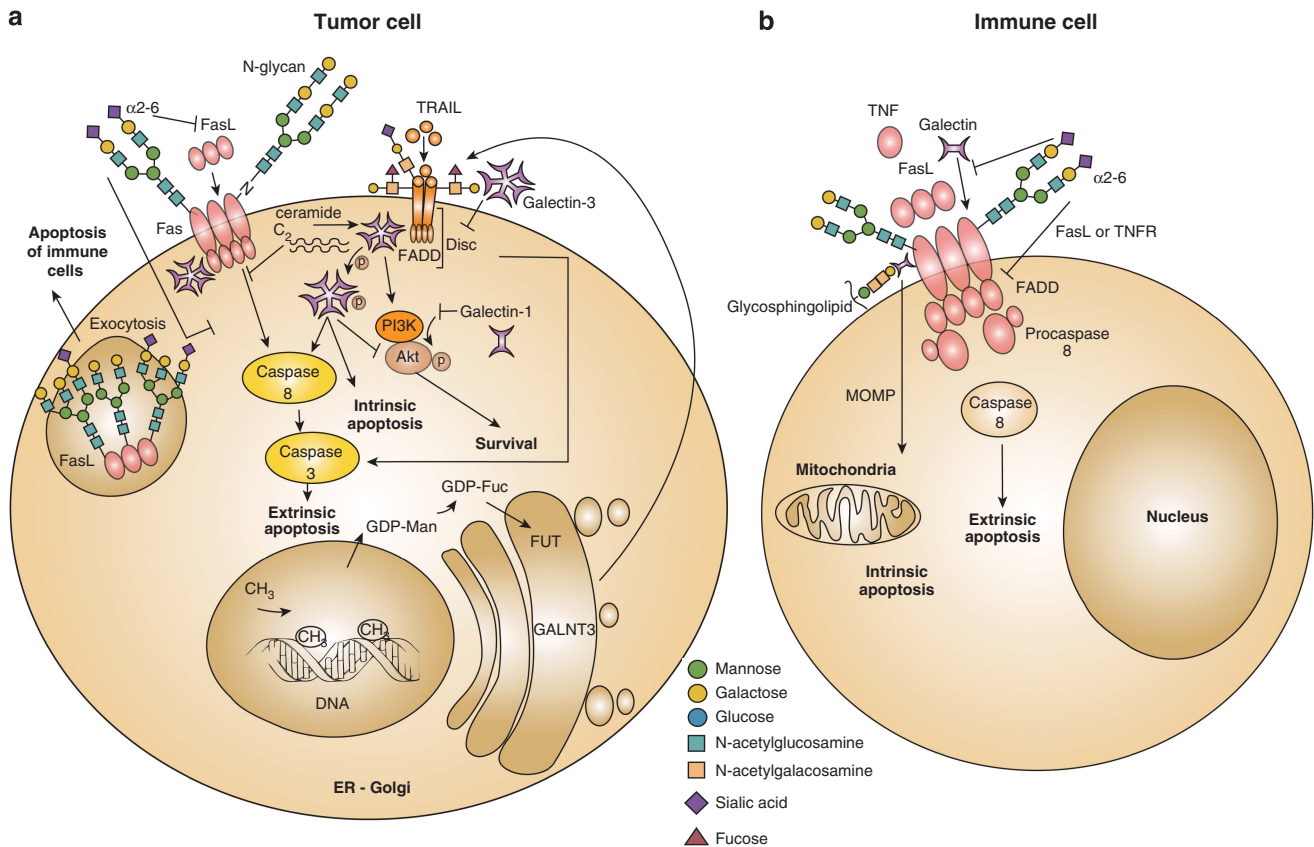 a
Tumor cell
N-glycan
α2-6
FasL
TRAIL
N
Galectin-3
Fas
ceramide
C2
FADD
Disc
p
p
Apoptosis
of immune
cells
Exocytosis
FasL
PI3K
Akt
p
Galectin-1
Caspase
8
Intrinsic
apoptosis
Survival
Caspase
3
Extrinsic
apoptosis
GDP-Fuc
GDP-Man
FUT
GALNT3
CH3
CH3
CH3
DNA
ER - Golgi
b
Immune cell
TNF
Galectin
FasL
α2-6
FasL or TNFR
FADD
Glycosphingolipid
Procaspase
8
MOMP
Caspase
8
Mitochondria
Extrinsic
apoptosis
Intrinsic
apoptosis
Nucleus
Mannose
Galactose
Glucose
N-acetylglucosamine
N-acetylgalacosamine
Sialic acid
Fucose